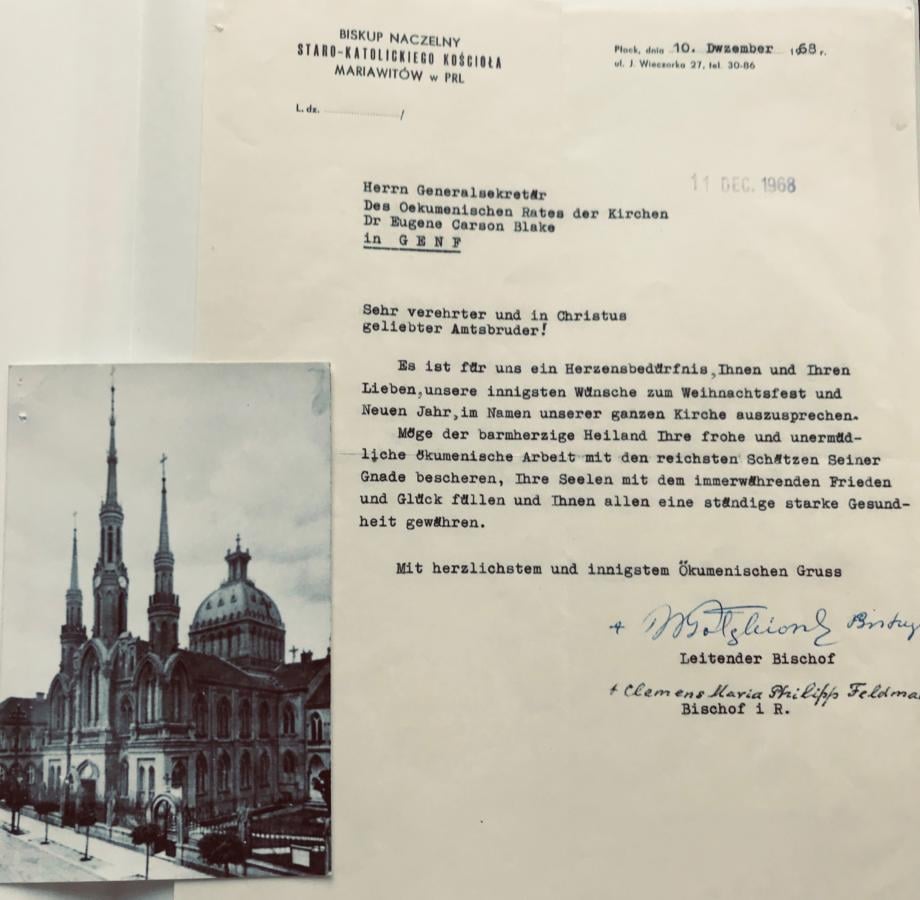 BISKUP NACZELNY
STARO-KATOLICKIEGO KOŚCIOŁA
MARIAWITÓW w PRL
Płock, dnia 10. Dwzember 1968 r.
ul. J. Wieczorka 27, tel. 30-86
L. dz. /
11 DEC. 1968
Herrn Generalsekretär
Des Oekumenischen Rates der Kirchen
Dr Eugene Carson Blake
in G E N F
Sehr verehrter und in Christus
geliebter Amtsbruder!
Es ist für uns ein Herzensbedürfnis,Ihnen und Ihren
Lieben,unsere innigsten Wünsche zum Weihnachtsfest und
Neuen Jahr,im Namen unserer ganzen Kirche auszusprechen.
Möge der barmherzige Heiland Ihre frohe und unermüd-
liche ökumenische Arbeit mit den reichsten Schätzen Seiner
Gnade bescheren, Ihre Seelen mit dem immerwährenden Frieden
und Glück füllen und Ihnen allen eine ständige starke Gesund-
heit gewähren.
Mit herzlichstem und innigstem Ökumenischen Gruss
Leitender Bischof
+ Clemens Maria Philipp Feldma
Bischof i R.